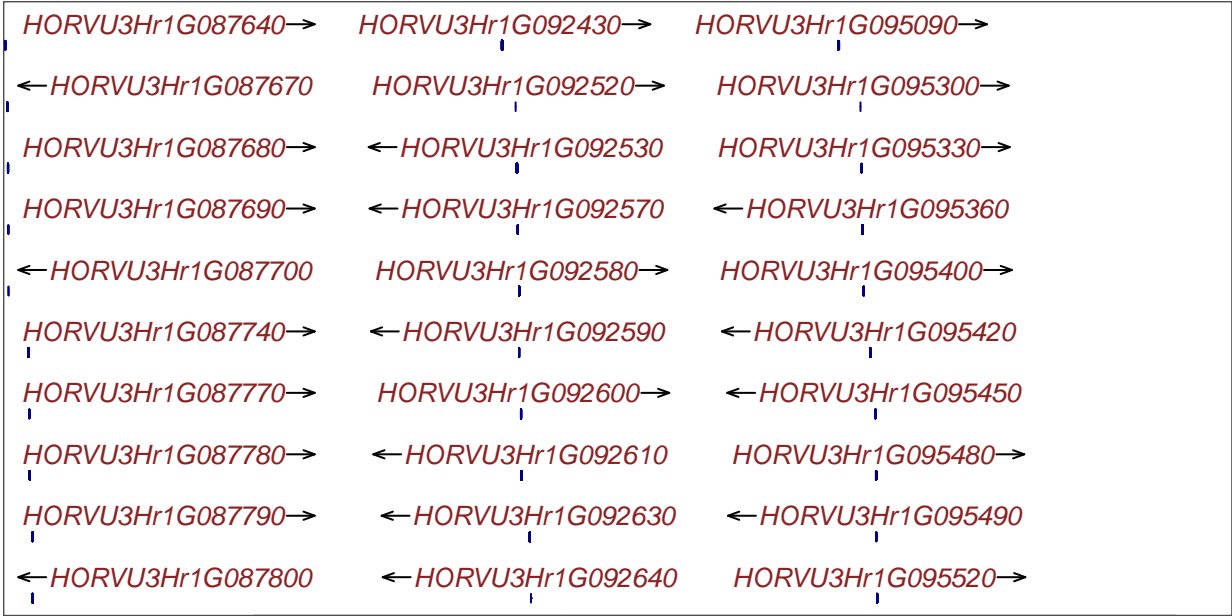 HORVU3Hr1G087640→ HORVU3Hr1G092430→ HORVU3Hr1G095090→
←HORVU3Hr1G087670 HORVU3Hr1G092520→ HORVU3Hr1G095300→
HORVU3Hr1G087680→ ←HORVU3Hr1G092530 HORVU3Hr1G095330→
HORVU3Hr1G087690→ ←HORVU3Hr1G092570 ←HORVU3Hr1G095360
←HORVU3Hr1G087700 HORVU3Hr1G092580→ HORVU3Hr1G095400→
HORVU3Hr1G087740→ ←HORVU3Hr1G092590 ←HORVU3Hr1G095420
HORVU3Hr1G087770→ HORVU3Hr1G092600→ ←HORVU3Hr1G095450
HORVU3Hr1G087780→ ←HORVU3Hr1G092610 HORVU3Hr1G095480→
HORVU3Hr1G087790→ ←HORVU3Hr1G092630 ←HORVU3Hr1G095490
←HORVU3Hr1G087800 ←HORVU3Hr1G092640 HORVU3Hr1G095520→